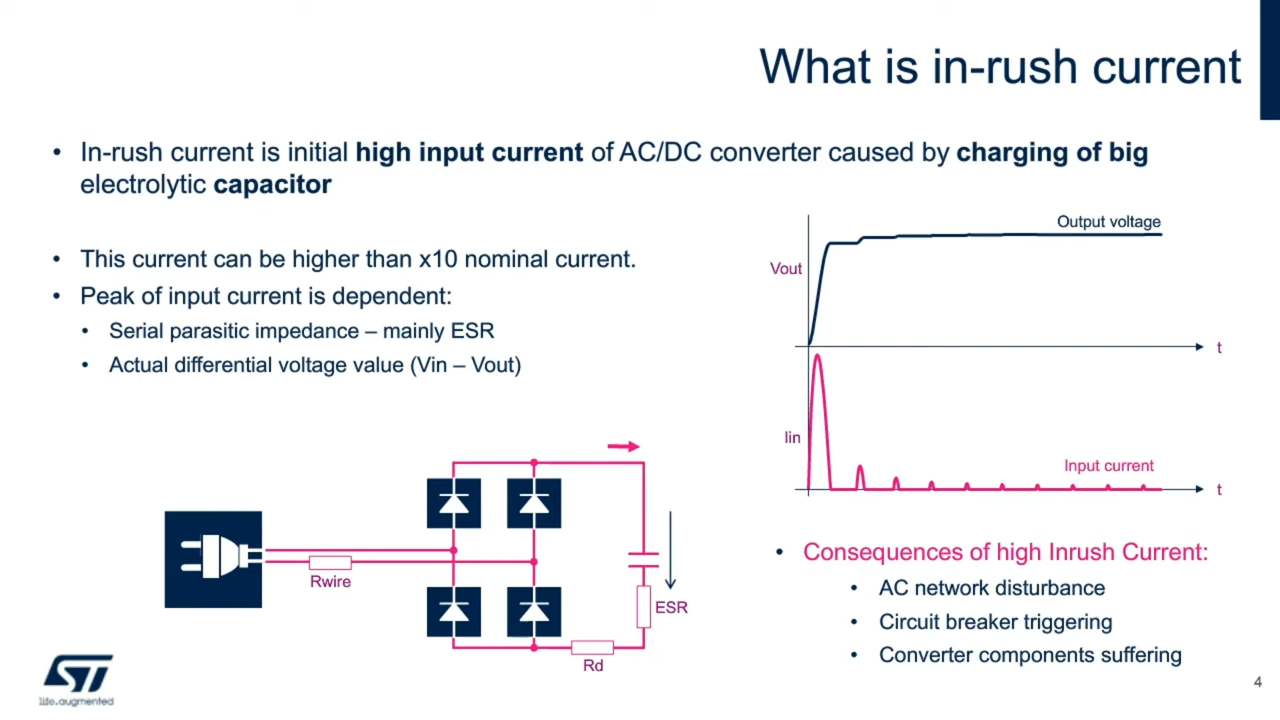 What is in-rush current
• In-rush current is initial high input current of AC/DC converter caused by charging of big
electrolytic capacitor
• This current can be higher than x10 nominal current.
• Peak of input current is dependent:
• Serial parasitic impedance – mainly ESR
• Actual differential voltage value (Vin – Vout)
Output voltage
Vout
t
Iin
Input current
t
Rwire
ESR
Rd
• Consequences of high Inrush Current:
• AC network disturbance
• Circuit breaker triggering
• Converter components suffering
ST
life.augmented
4